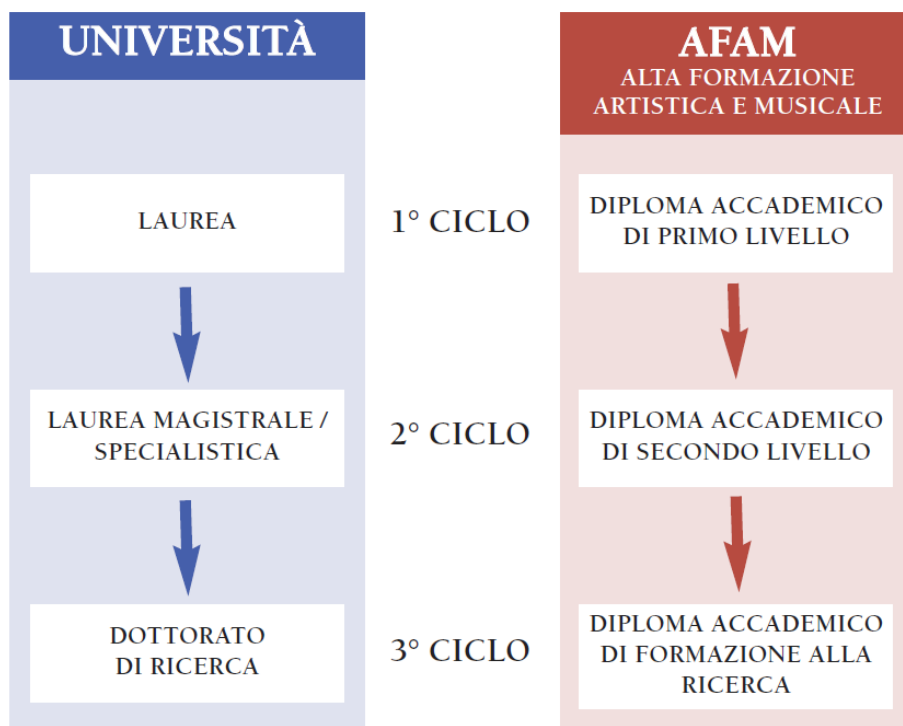 UNIVERSITÀ
AFAM
ALTA FORMAZIONE
ARTISTICA E MUSICALE
LAUREA
1° CICLO
DIPLOMA ACCADEMICO
DI PRIMO LIVELLO
LAUREA MAGISTRALE /
SPECIALISTICA
2° CICLO
DIPLOMA ACCADEMICO
DI SECONDO LIVELLO
DOTTORATO
DI RICERCA
3° CICLO
DIPLOMA ACCADEMICO
DI FORMAZIONE ALLA
RICERCA